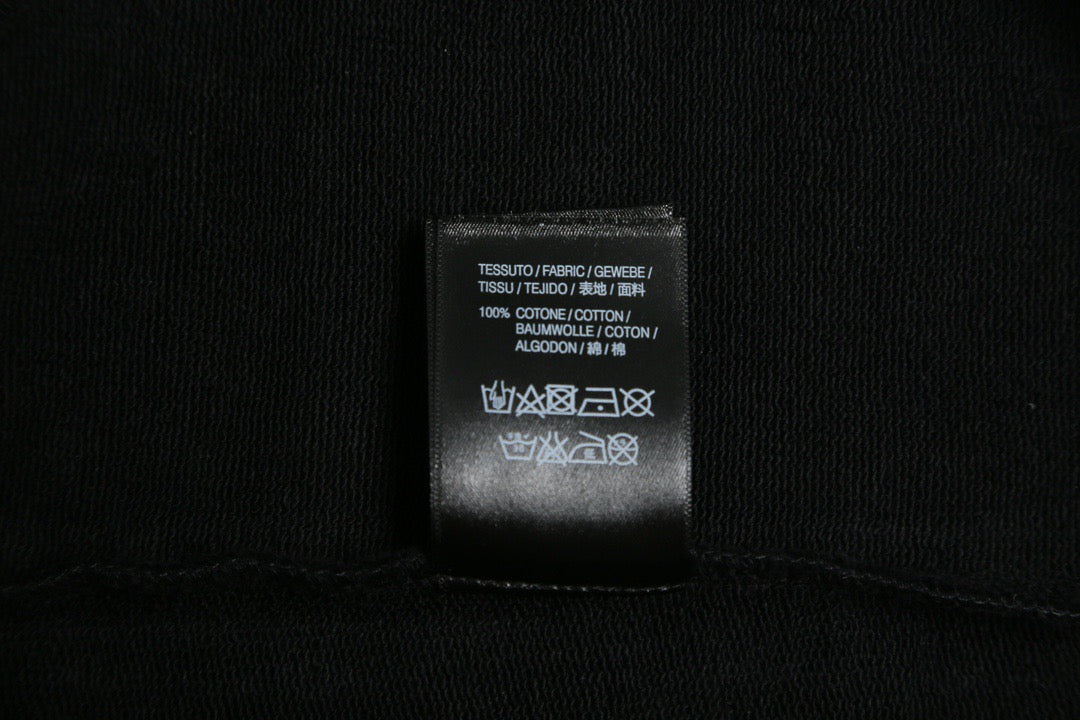 TESSUTO / FABRIC / GEWEBE /
TISSU / TEJIDO / 表地 / 面料
100% COTONE / COTTON /
BAUMWOLLE / COTON /
ALGODON / 綿 / 棉